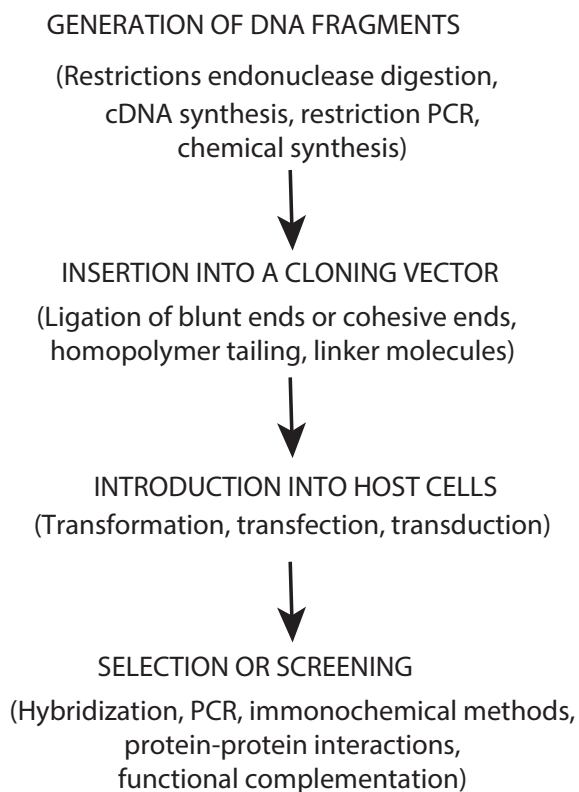 GENERATION OF DNA FRAGMENTS
(Restrictions endonuclease digestion,
cDNA synthesis, restriction PCR,
chemical synthesis)
INSERTION INTO A CLONING VECTOR
(Ligation of blunt ends or cohesive ends,
homopolymer tailing, linker molecules)
INTRODUCTION INTO HOST CELLS
(Transformation, transfection, transduction)
SELECTION OR SCREENING
(Hybridization, PCR, immonochemical methods,
protein-protein interactions,
functional complementation)